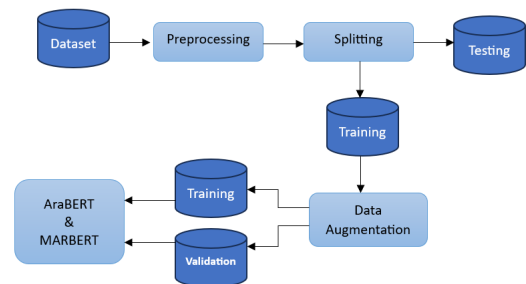 Dataset
Preprocessing
Splitting
Testing
Training
Training
AraBERT
&
MARBERT
Data
Augmentation
Validation